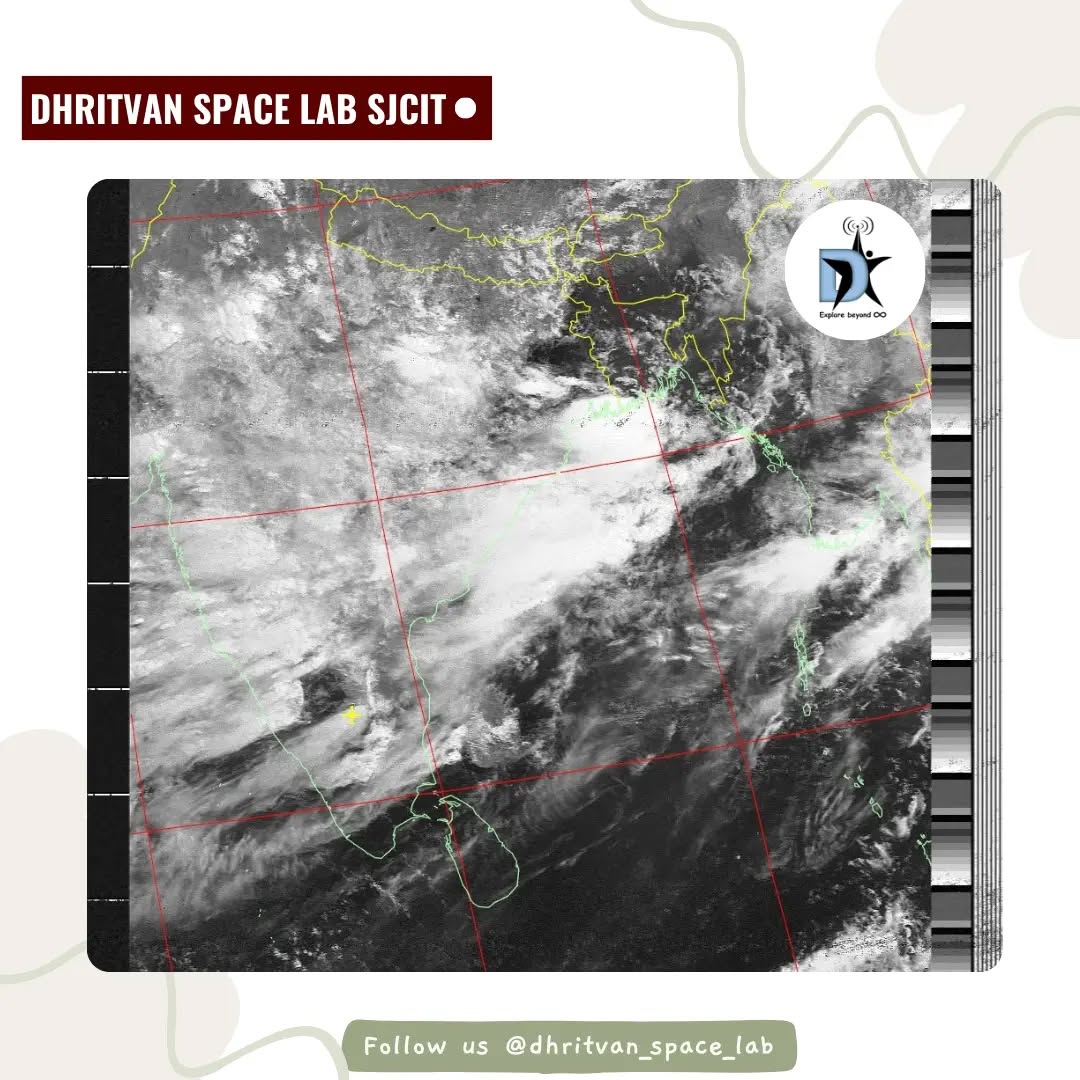 DHRITVAN SPACE LAB SJCIT
D
Explore beyond ∞
Follow us @dhritvan_space_lab